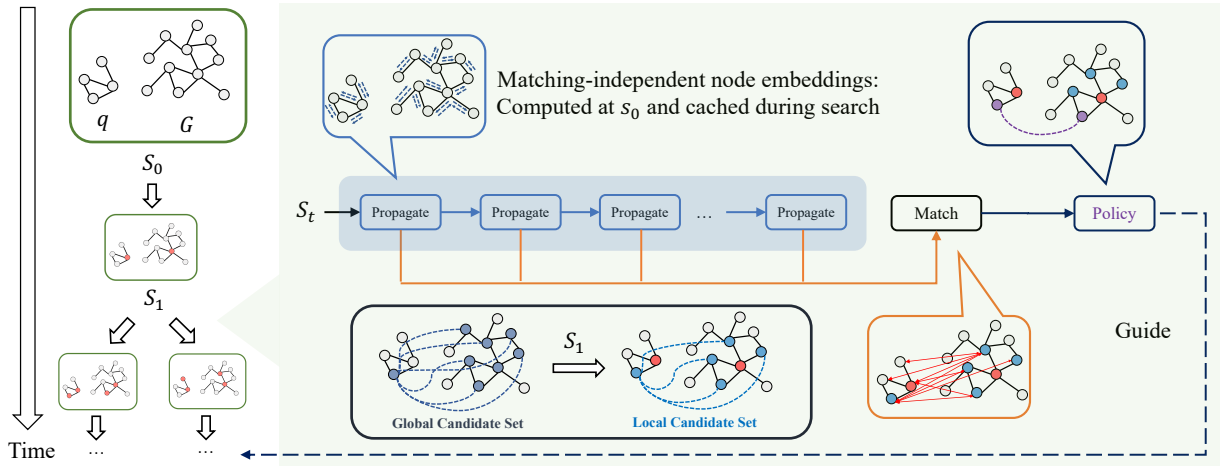 q
G
S₀
S₁
...
...
Time
Matching-independent node embeddings:
Computed at s₀ and cached during search
Sₜ
Propagate
Propagate
Propagate
...
Propagate
Match
Policy
S₁
Global Candidate Set
Local Candidate Set
Guide